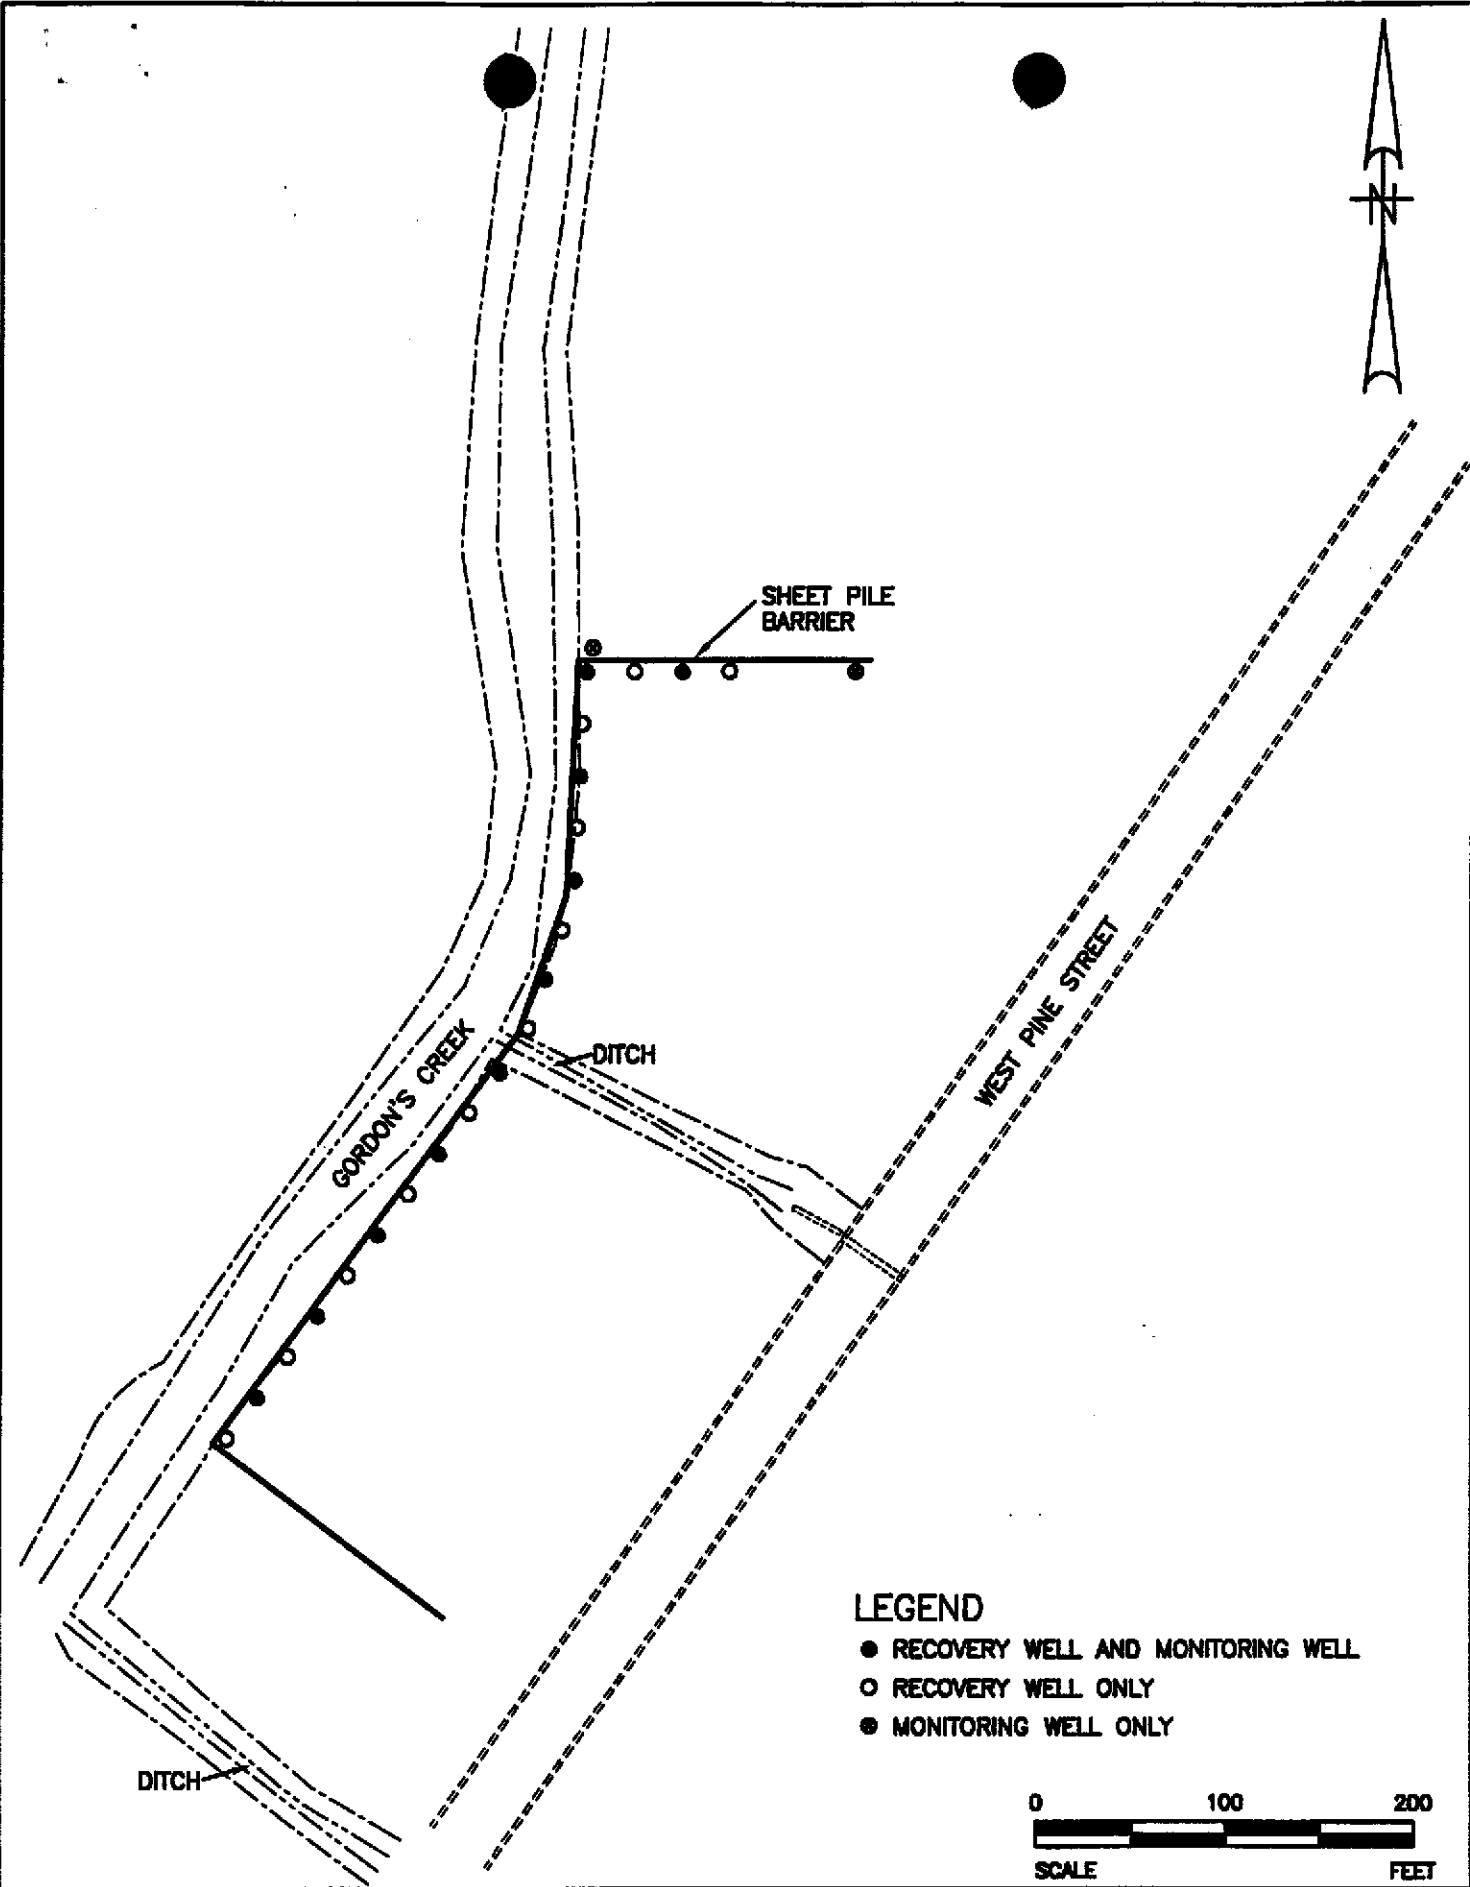 N
SHEET PILE
BARRIER
WEST PINE STREET
GORDON'S CREEK
DITCH
LEGEND
RECOVERY WELL AND MONITORING WELL
RECOVERY WELL ONLY
MONITORING WELL ONLY
DITCH
0 100 200
SCALE FEET